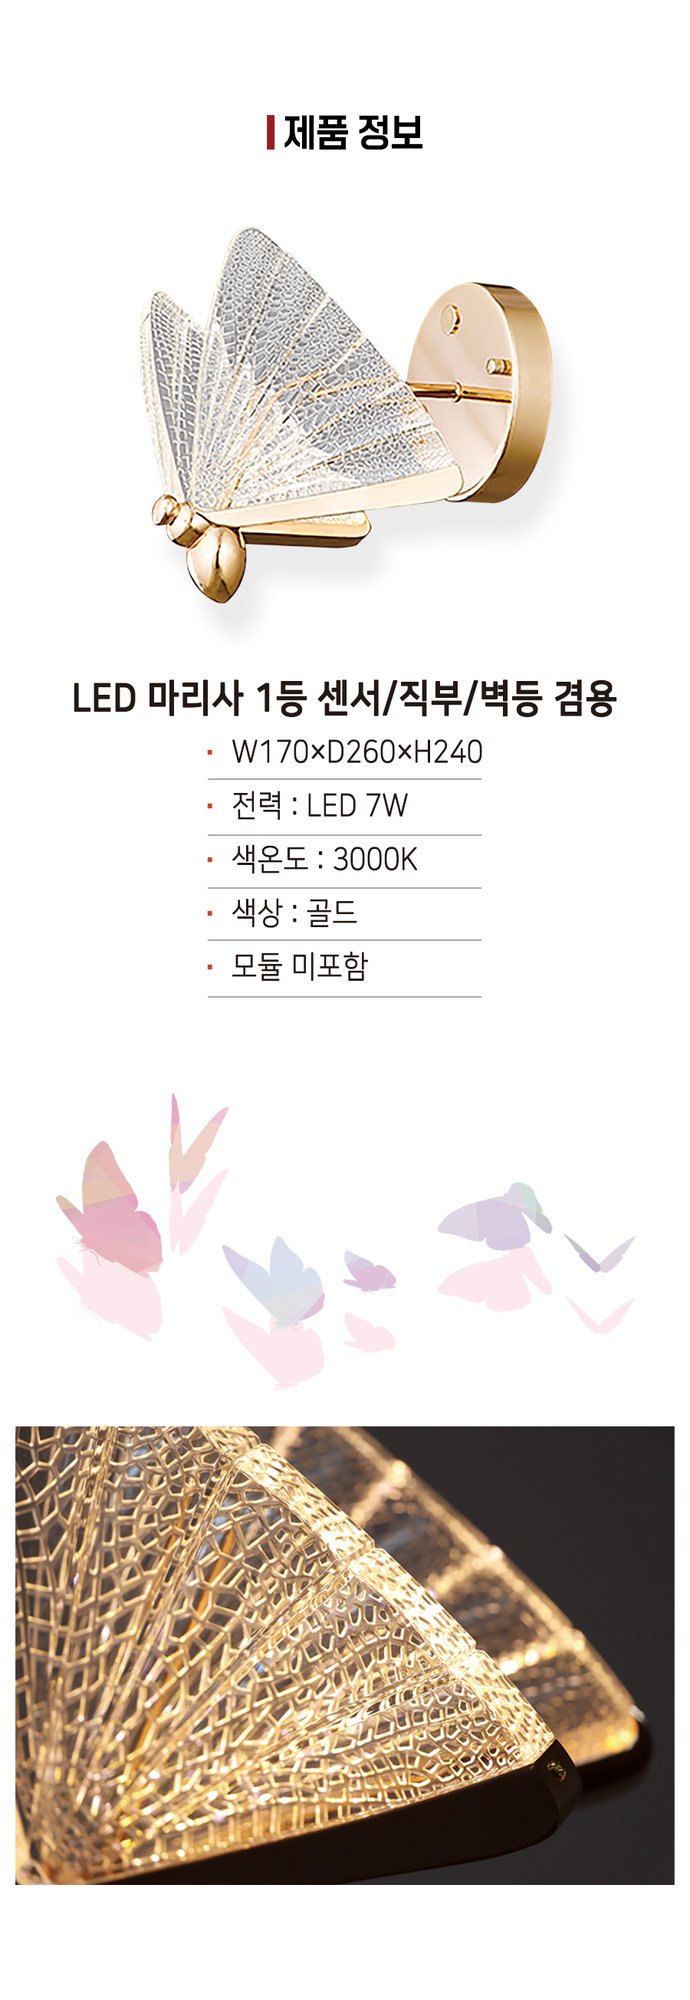 제품 정보
LED 마리사 1등 센서/직부/벽등 겸용
· W170×D260×H240
· 전력 : LED 7W
· 색온도 : 3000K
· 색상 : 골드
· 모듈 미포함